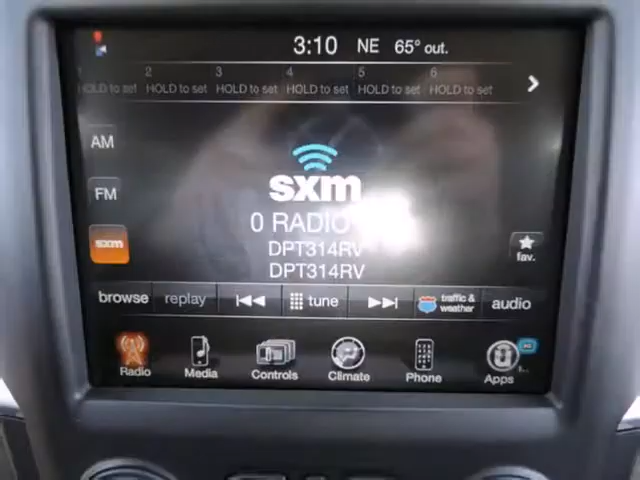 3:10 NE 65° out.
1 2 3 4 5 6
HOLD to set HOLD to set HOLD to set HOLD to set HOLD to set HOLD to set
AM
sxm
FM
0 RADIO
sxm
DPT314RV
fav.
DPT314RV
browse replay tune traffic & weather audio
Radio Media Controls Climate Phone Apps